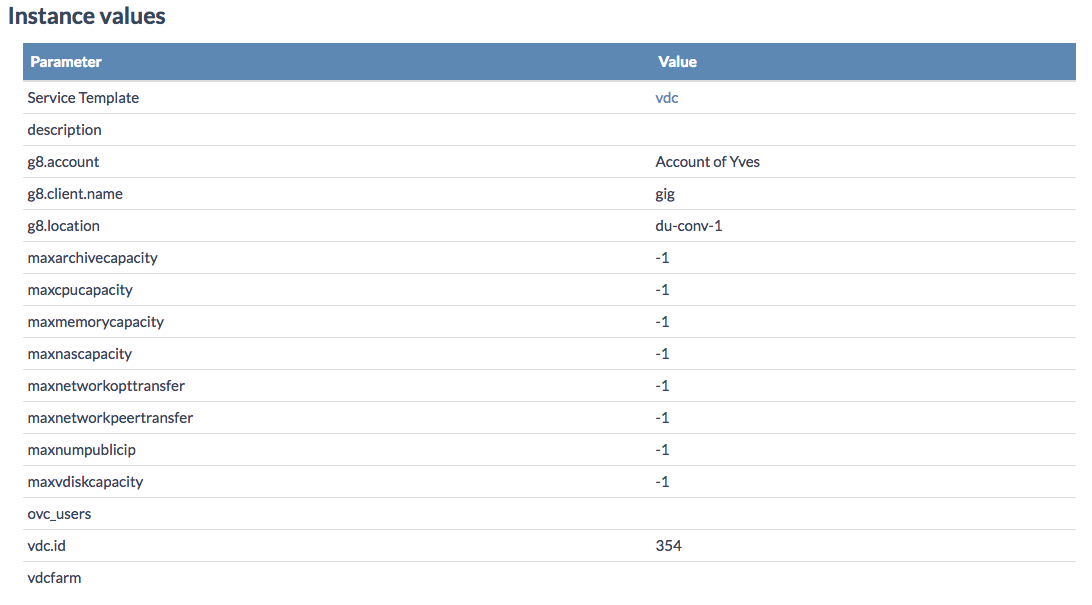 Instance values
Parameter Value
Service Template vdc
description
g8.account Account of Yves
g8.client.name gig
g8.location du-conv-1
maxarchivecapacity -1
maxcpucapacity -1
maxmemorycapacity -1
maxnascapacity -1
maxnetworkopttransfer -1
maxnetworkpeertransfer -1
maxnumpublicip -1
maxvdiskcapacity -1
ovc_users
vdc.id 354
vdcfarm